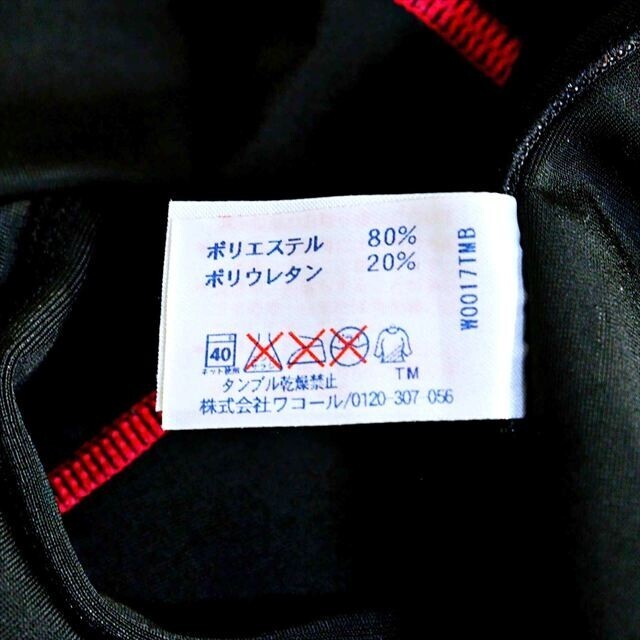 ポリエステル 80%
ポリウレタン 20%
40
ネット使用
タンブル乾燥禁止 TM
株式会社ワコール/0120-307-056
W0017TMB